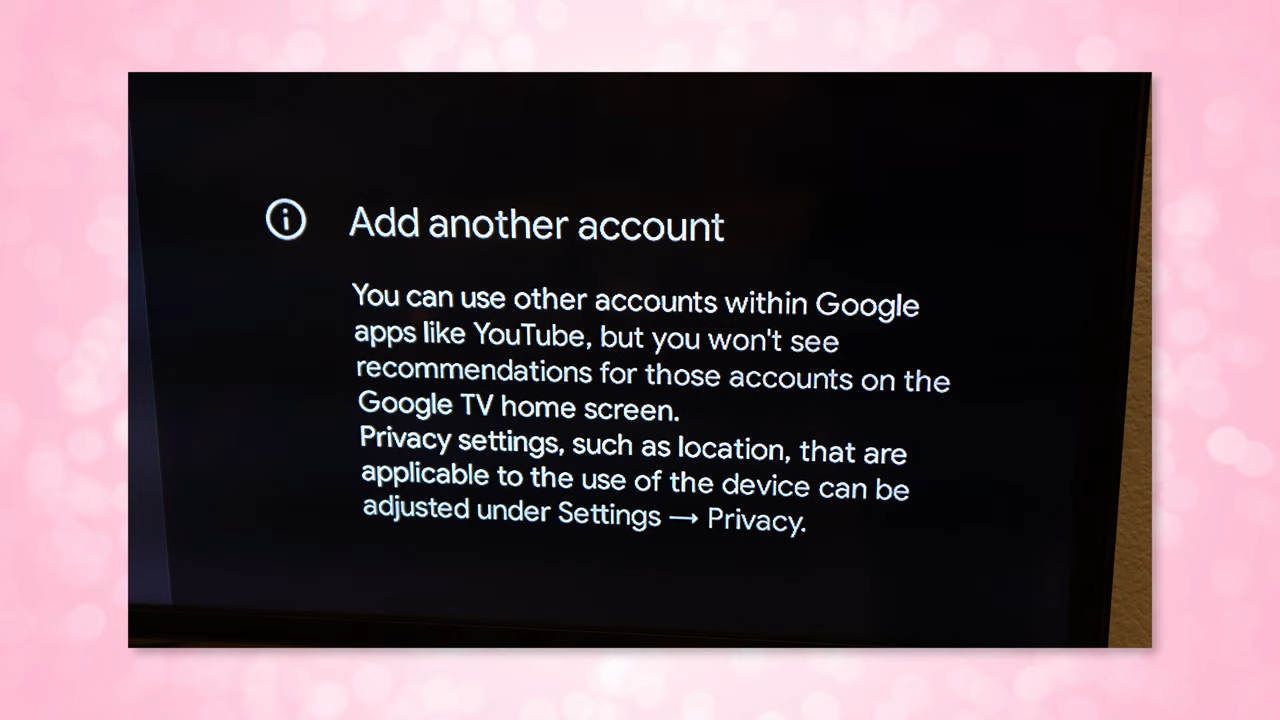 Add another account
You can use other accounts within Google
apps like YouTube, but you won't see
recommendations for those accounts on the
Google TV home screen.
Privacy settings, such as location, that are
applicable to the use of the device can be
adjusted under Settings → Privacy.